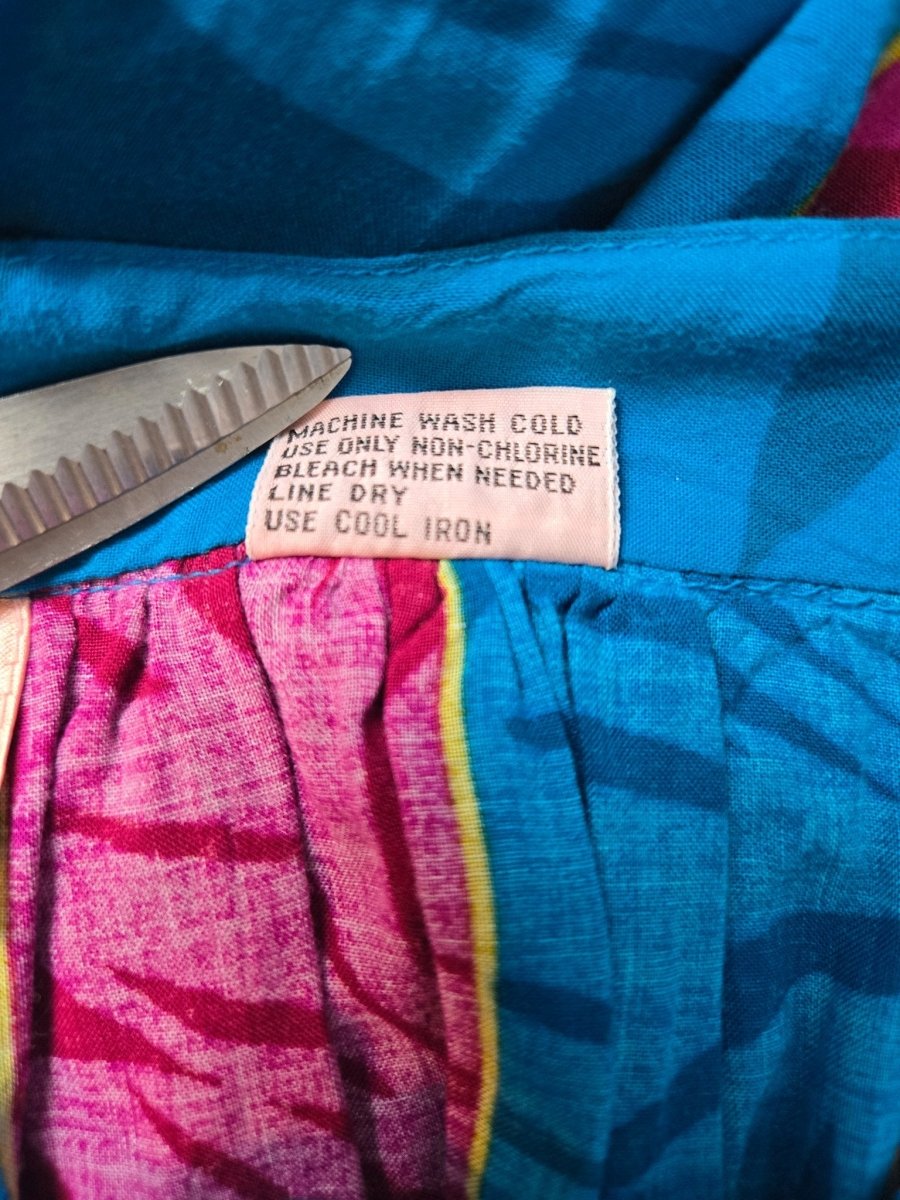 MACHINE WASH COLD
USE ONLY NON-CHLORINE
BLEACH WHEN NEEDED
LINE DRY
USE COOL IRON